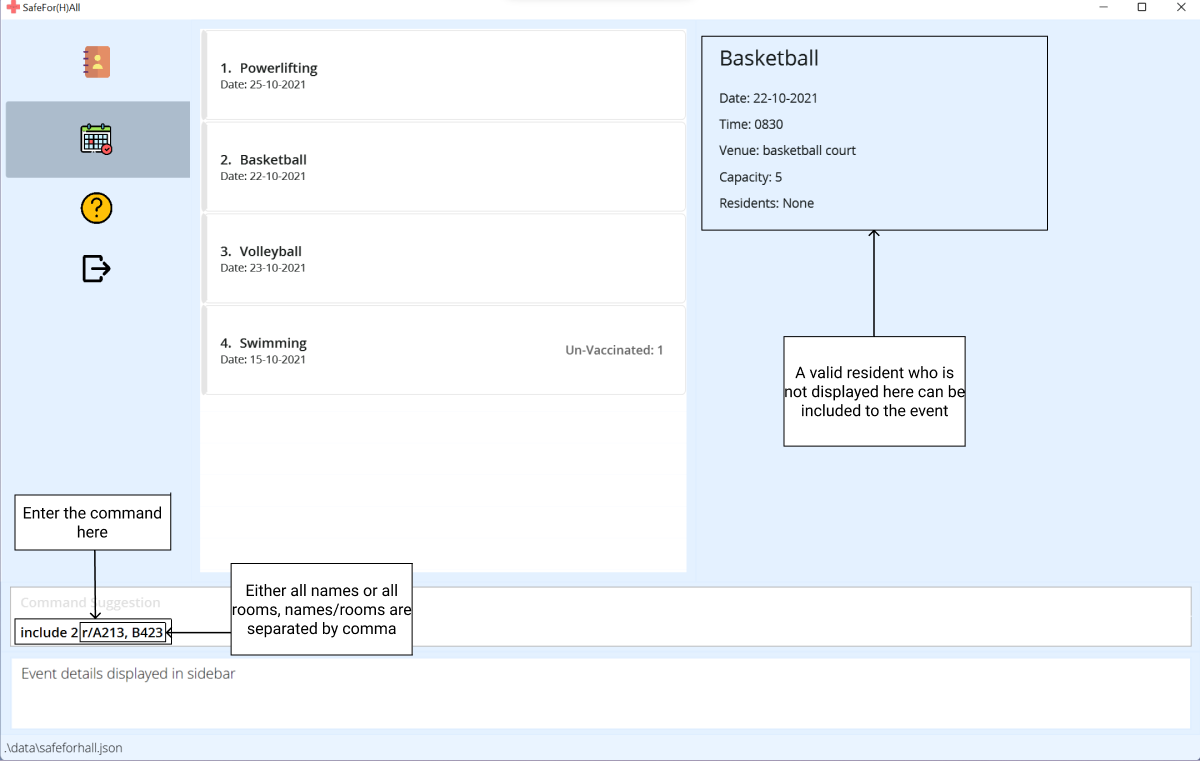 SafeFor(H)All
1. Powerlifting
Date: 25-10-2021
2. Basketball
Date: 22-10-2021
3. Volleyball
Date: 23-10-2021
4. Swimming
Date: 15-10-2021
Un-Vaccinated: 1
Basketball
Date: 22-10-2021
Time: 0830
Venue: basketball court
Capacity: 5
Residents: None
A valid resident who is
not displayed here can be
included to the event
Enter the command
here
Either all names or all
rooms, names/rooms are
separated by comma
Command Suggestion
include 2 r/A213, B423
Event details displayed in sidebar
.\data\safeforhall.json